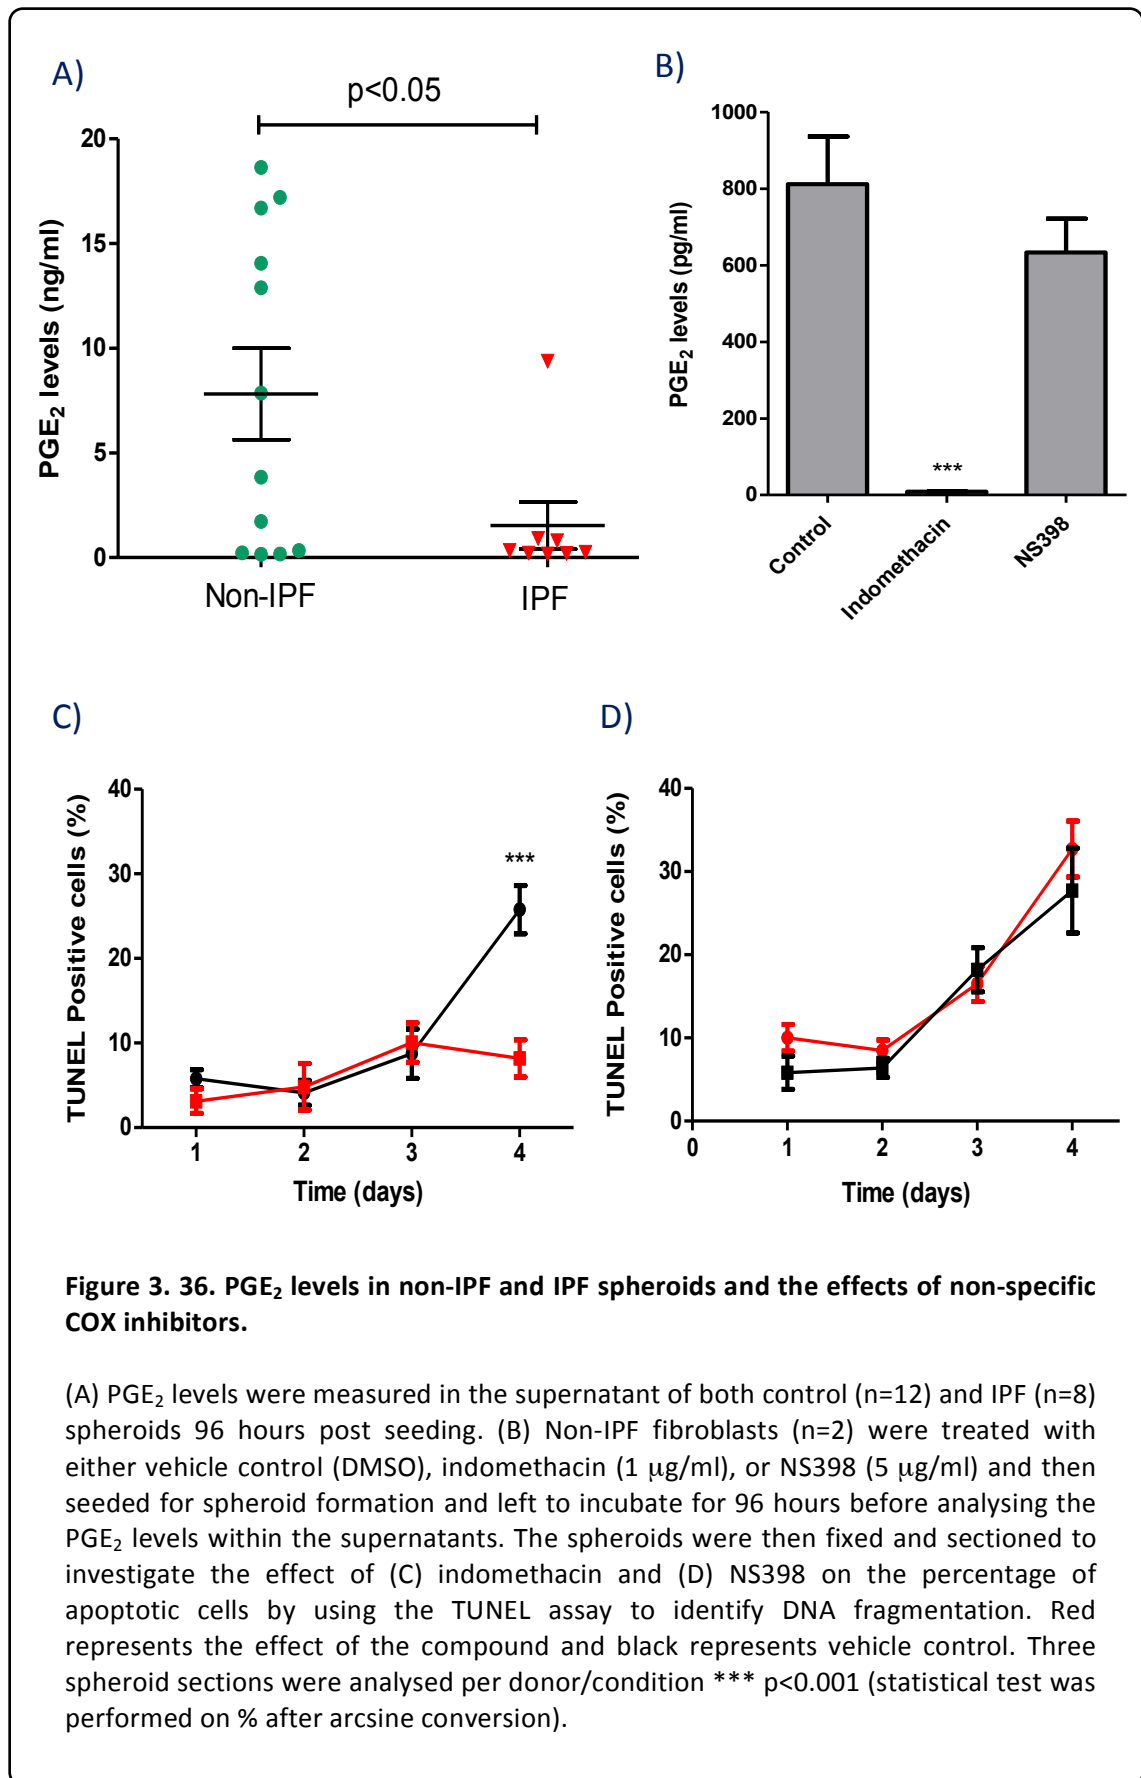 A)
p<0.05
PGE2 levels (ng/ml)
20
15
10
5
0
Non-IPF
IPF
B)
PGE2 levels (pg/ml)
1000
800
600
400
200
0
***
Control
Indomethacin
NS398
C)
TUNEL Positive cells (%)
40
30
20
10
0
***
1 2 3 4
Time (days)
D)
TUNEL Positive cells (%)
40
30
20
10
0
0 1 2 3 4
Time (days)
Figure 3. 36. PGE2 levels in non-IPF and IPF spheroids and the effects of non-specific
COX inhibitors.
(A) PGE2 levels were measured in the supernatant of both control (n=12) and IPF (n=8)
spheroids 96 hours post seeding. (B) Non-IPF fibroblasts (n=2) were treated with
either vehicle control (DMSO), indomethacin (1 μg/ml), or NS398 (5 μg/ml) and then
seeded for spheroid formation and left to incubate for 96 hours before analysing the
PGE2 levels within the supernatants. The spheroids were then fixed and sectioned to
investigate the effect of (C) indomethacin and (D) NS398 on the percentage of
apoptotic cells by using the TUNEL assay to identify DNA fragmentation. Red
represents the effect of the compound and black represents vehicle control. Three
spheroid sections were analysed per donor/condition *** p<0.001 (statistical test was
performed on % after arcsine conversion).